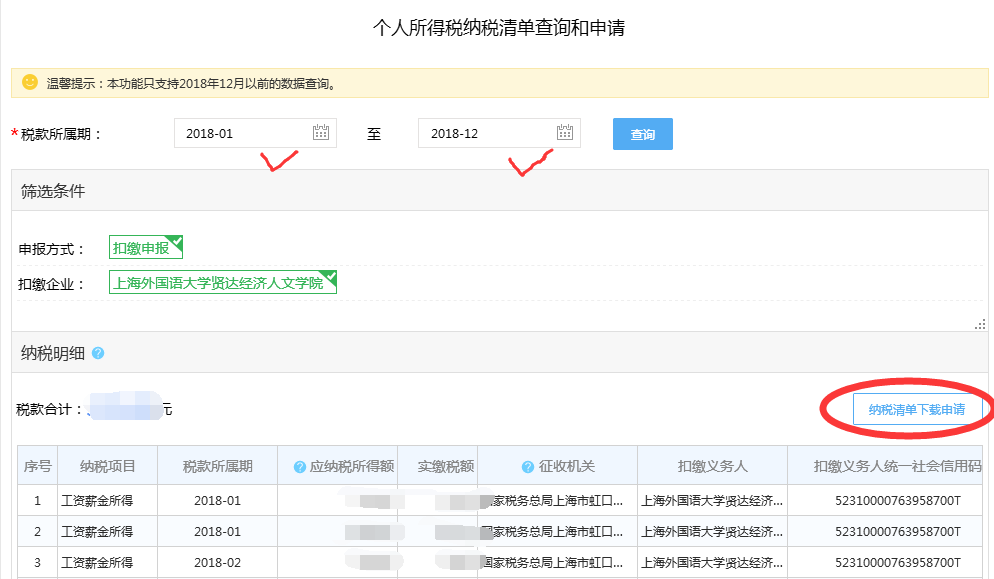 个人所得税纳税清单查询和申请
温馨提示：本功能只支持2018年12月以前的数据查询。
*税款所属期： 2018-01 至 2018-12 查询
筛选条件
申报方式： 扣缴申报
扣缴企业： 上海外国语大学贤达经济人文学院
纳税明细 ?
税款合计： 元 纳税清单下载申请
序号 纳税项目 税款所属期 ? 应纳税所得额 实缴税额 ? 征收机关 扣缴义务人 扣缴义务人统一社会信用码
1 工资薪金所得 2018-01 国家税务总局上海市虹口... 上海外国语大学贤达经济... 52310000763958700T
2 工资薪金所得 2018-01 国家税务总局上海市虹口... 上海外国语大学贤达经济... 52310000763958700T
3 工资薪金所得 2018-02 国家税务总局上海市虹口... 上海外国语大学贤达经济... 52310000763958700T